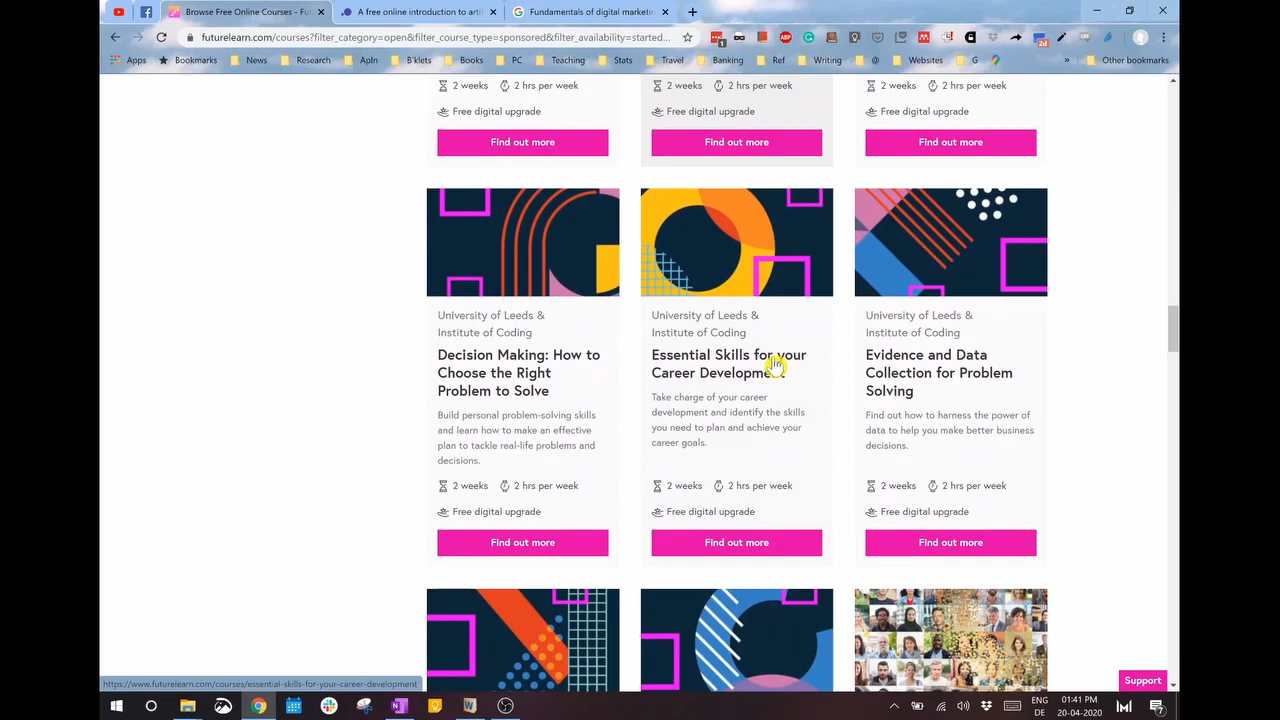 Browse Free Online Courses - Fu
A free online introduction to arti
Fundamentals of digital marketin
futurelearn.com/courses?filter_category=open&filter_course_type=sponsored&filter_availability=started...
Apps
Bookmarks
News
Research
ApIn
B'klets
Books
PC
Teaching
Stats
Travel
Banking
Ref
Writing
@
Websites
G
»
Other bookmarks
2 weeks 2 hrs per week
Free digital upgrade
Find out more
2 weeks 2 hrs per week
Free digital upgrade
Find out more
2 weeks 2 hrs per week
Free digital upgrade
Find out more
University of Leeds &
Institute of Coding
Decision Making: How to
Choose the Right
Problem to Solve
Build personal problem-solving skills
and learn how to make an effective
plan to tackle real-life problems and
decisions.
2 weeks 2 hrs per week
Free digital upgrade
Find out more
University of Leeds &
Institute of Coding
Essential Skills for your
Career Development
Take charge of your career
development and identify the skills
you need to plan and achieve your
career goals.
2 weeks 2 hrs per week
Free digital upgrade
Find out more
University of Leeds &
Institute of Coding
Evidence and Data
Collection for Problem
Solving
Find out how to harness the power of
data to help you make better business
decisions.
2 weeks 2 hrs per week
Free digital upgrade
Find out more
Support
https://www.futurelearn.com/courses/essential-skills-for-your-career-development
ENG
DE
01:41 PM
20-04-2020